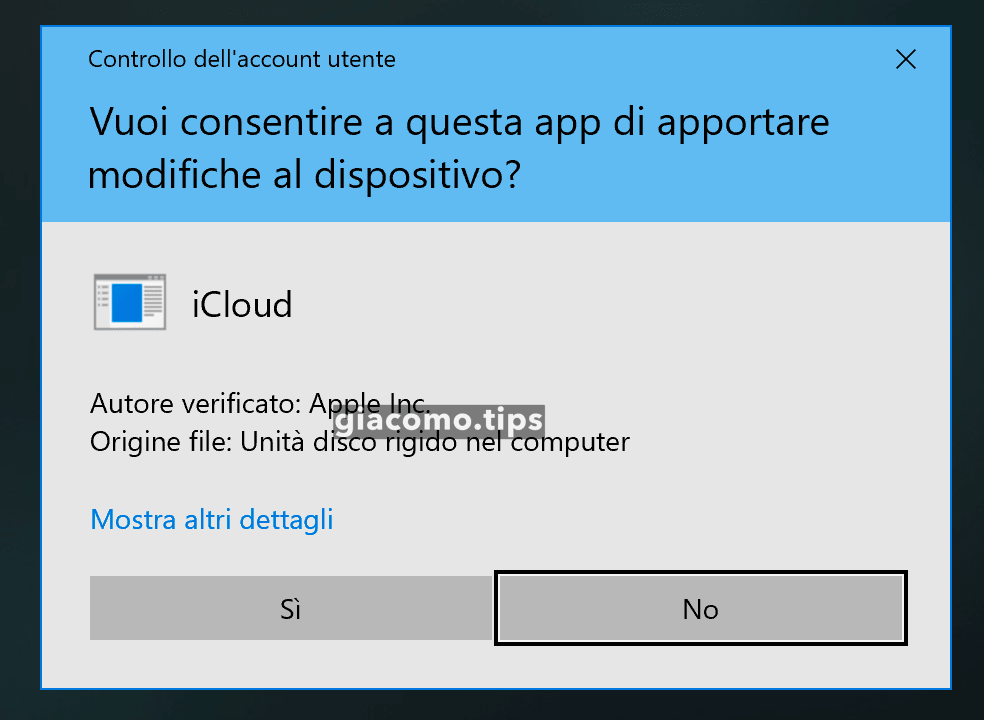 Controllo dell'account utente
Vuoi consentire a questa app di apportare
modifiche al dispositivo?
iCloud
Autore verificato: Apple Inc.
giacomo.tips
Origine file: Unità disco rigido nel computer
Mostra altri dettagli
Sì
No